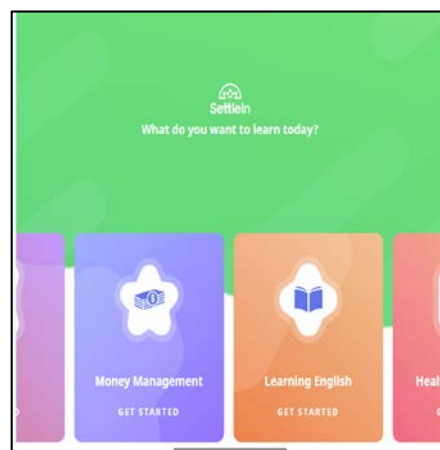 SettleIn
What do you want to learn today?
Money Management
Learning English
GET STARTED
GET STARTED